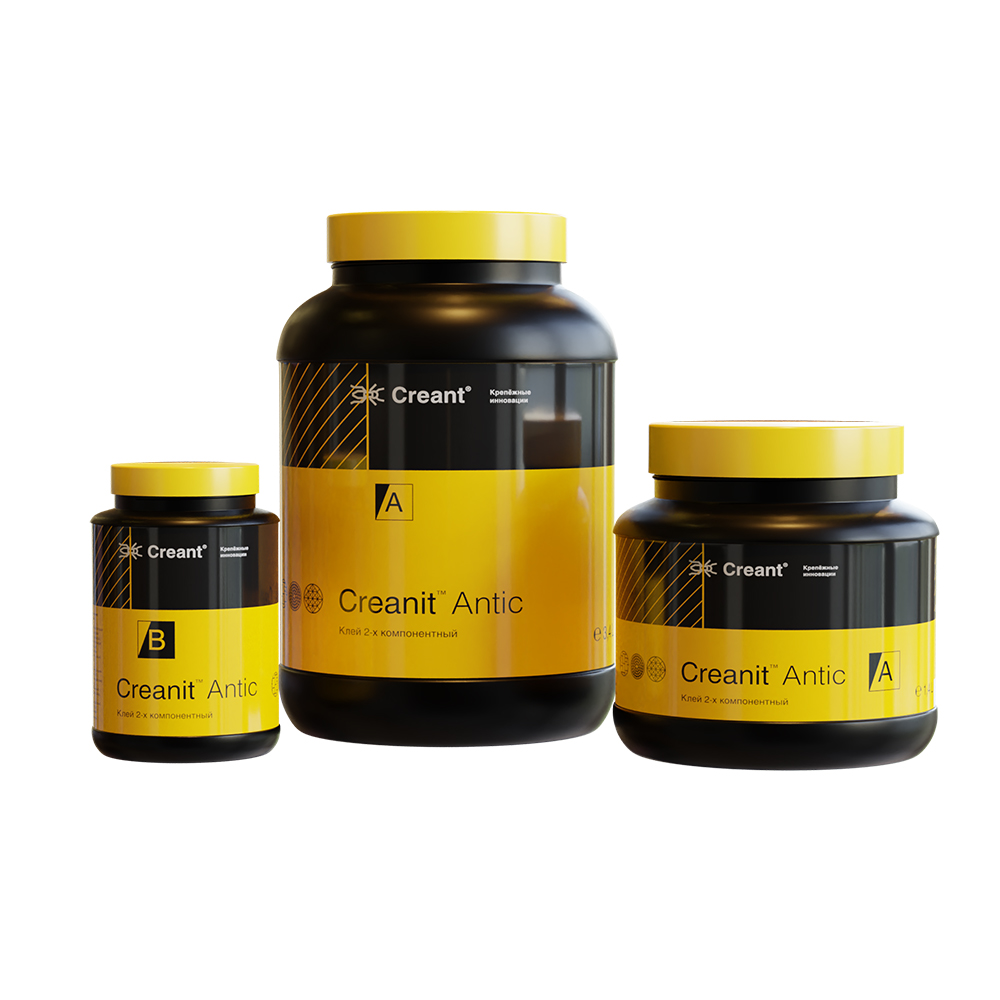 Creant®
Крепёжные
инновации
B
Creanit™ Antic
Клей 2-х компонентный
Creant®
Крепёжные
инновации
A
Creanit™ Antic
Клей 2-х компонентный
Creant®
Крепёжные
инновации
A
Creanit™ Antic
Клей 2-х компонентный